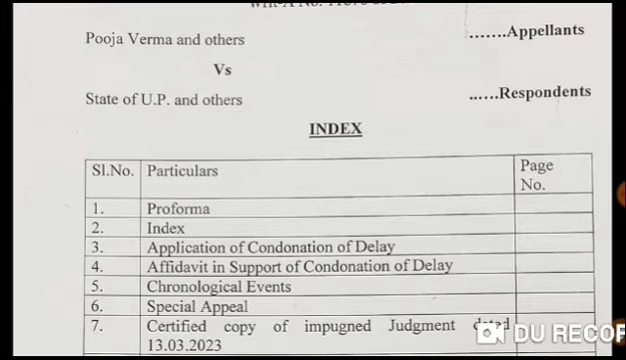 Pooja Verma and others .......Appellants
Vs
State of U.P. and others ......Respondents
INDEX
Sl.No. Particulars Page No.
1. Proforma
2. Index
3. Application of Condonation of Delay
4. Affidavit in Support of Condonation of Delay
5. Chronological Events
6. Special Appeal
7. Certified copy of impugned Judgment dated
13.03.2023
DU RECOR